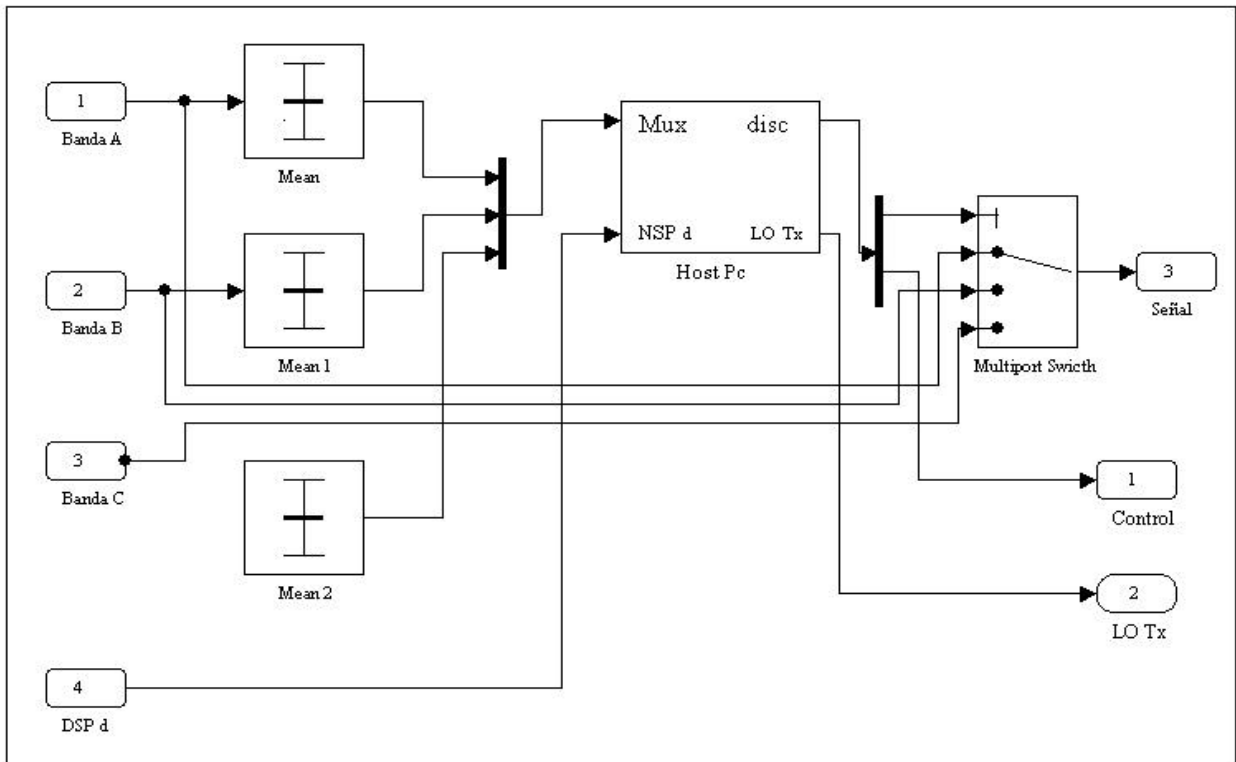 1
Banda A
Mean
Mux disc
NSP d LO Tx
Host Pc
2
Banda B
Mean 1
3
Señal
Multiport Swicth
3
Banda C
Mean 2
1
Control
2
LO Tx
4
DSP d